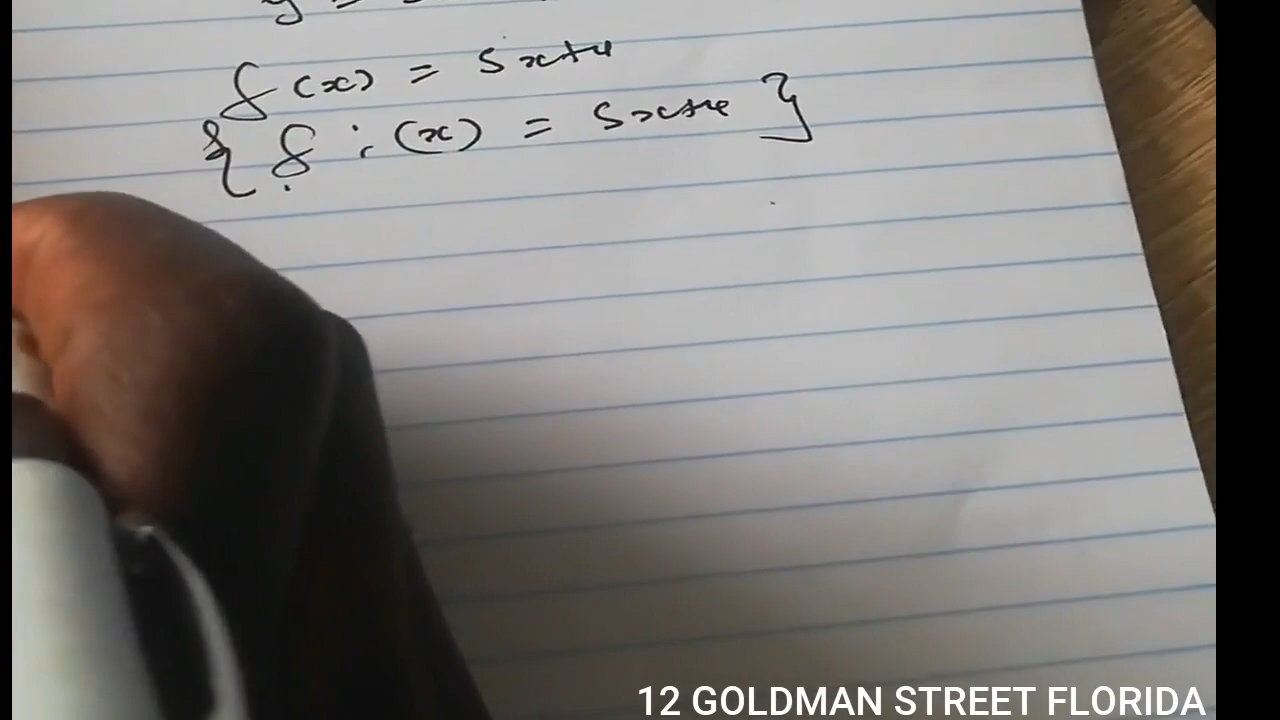 y =
f(x) = 5x+4
{ f : (x) = 5x+4 }
12 GOLDMAN STREET FLORIDA